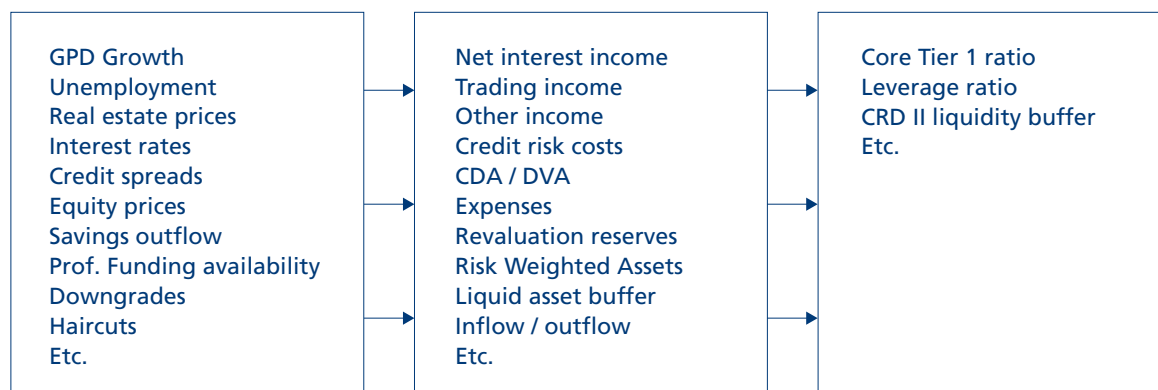 GPD Growth
Unemployment
Real estate prices
Interest rates
Credit spreads
Equity prices
Savings outflow
Prof. Funding availability
Downgrades
Haircuts
Etc.
Net interest income
Trading income
Other income
Credit risk costs
CDA / DVA
Expenses
Revaluation reserves
Risk Weighted Assets
Liquid asset buffer
Inflow / outflow
Etc.
Core Tier 1 ratio
Leverage ratio
CRD II liquidity buffer
Etc.